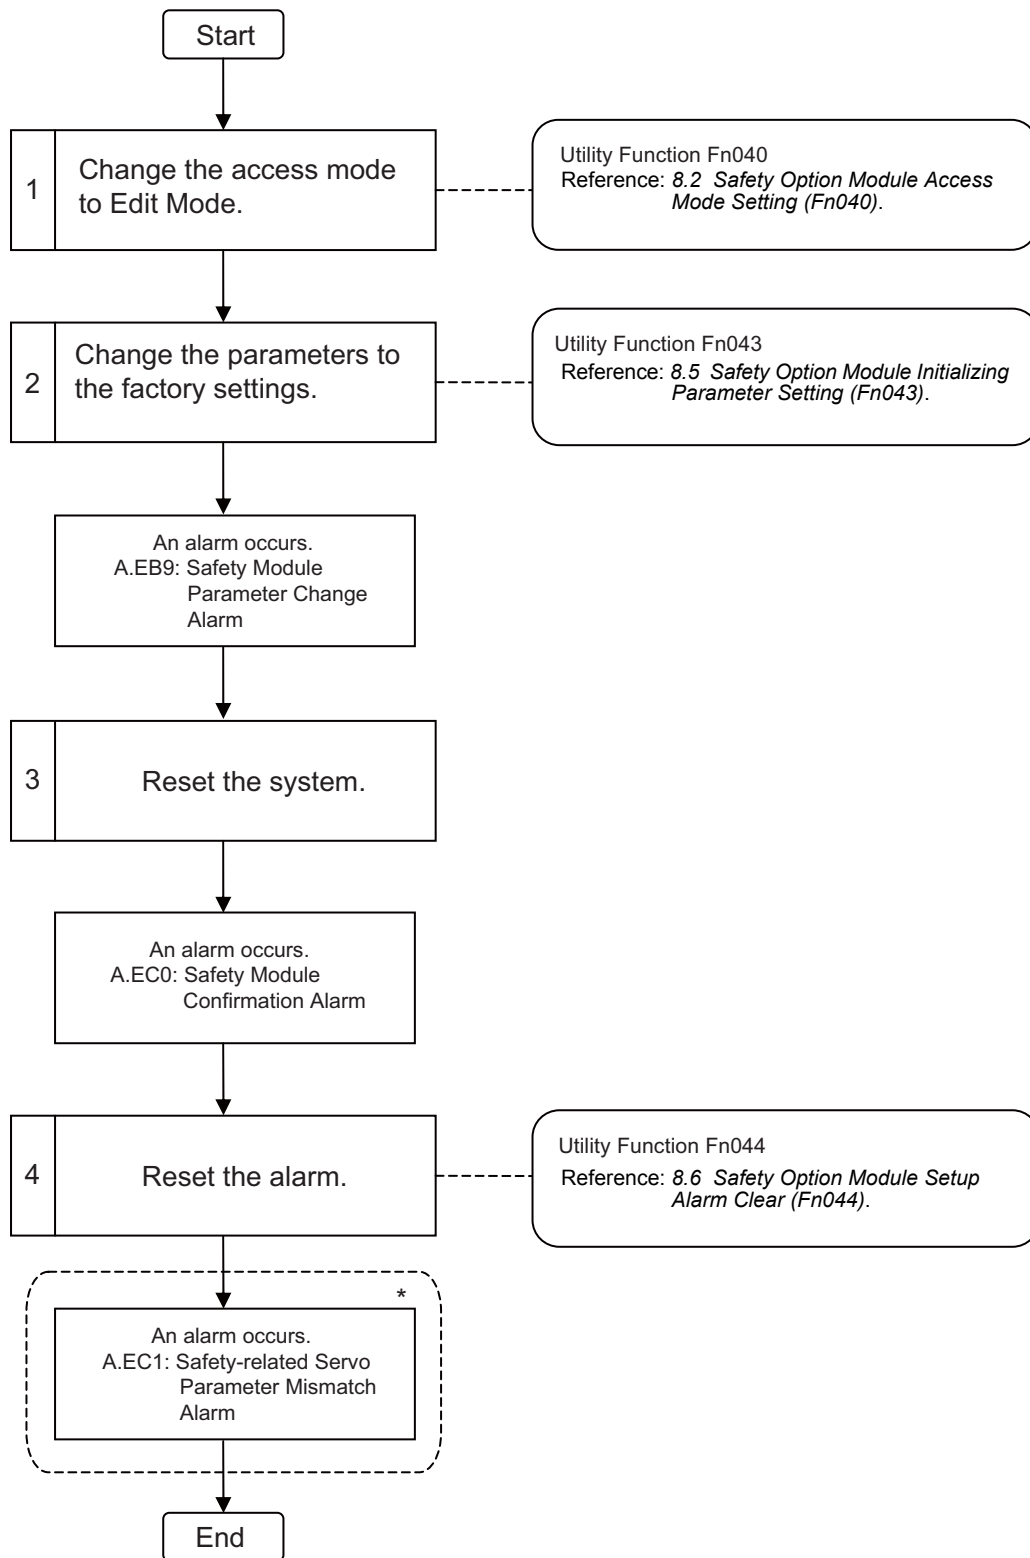 Start
1
Change the access mode
to Edit Mode.
Utility Function Fn040
Reference: 8.2 Safety Option Module Access
Mode Setting (Fn040).
2
Change the parameters to
the factory settings.
Utility Function Fn043
Reference: 8.5 Safety Option Module Initializing
Parameter Setting (Fn043).
An alarm occurs.
A.EB9: Safety Module
Parameter Change
Alarm
3
Reset the system.
An alarm occurs.
A.EC0: Safety Module
Confirmation Alarm
4
Reset the alarm.
Utility Function Fn044
Reference: 8.6 Safety Option Module Setup
Alarm Clear (Fn044).
*
An alarm occurs.
A.EC1: Safety-related Servo
Parameter Mismatch
Alarm
End